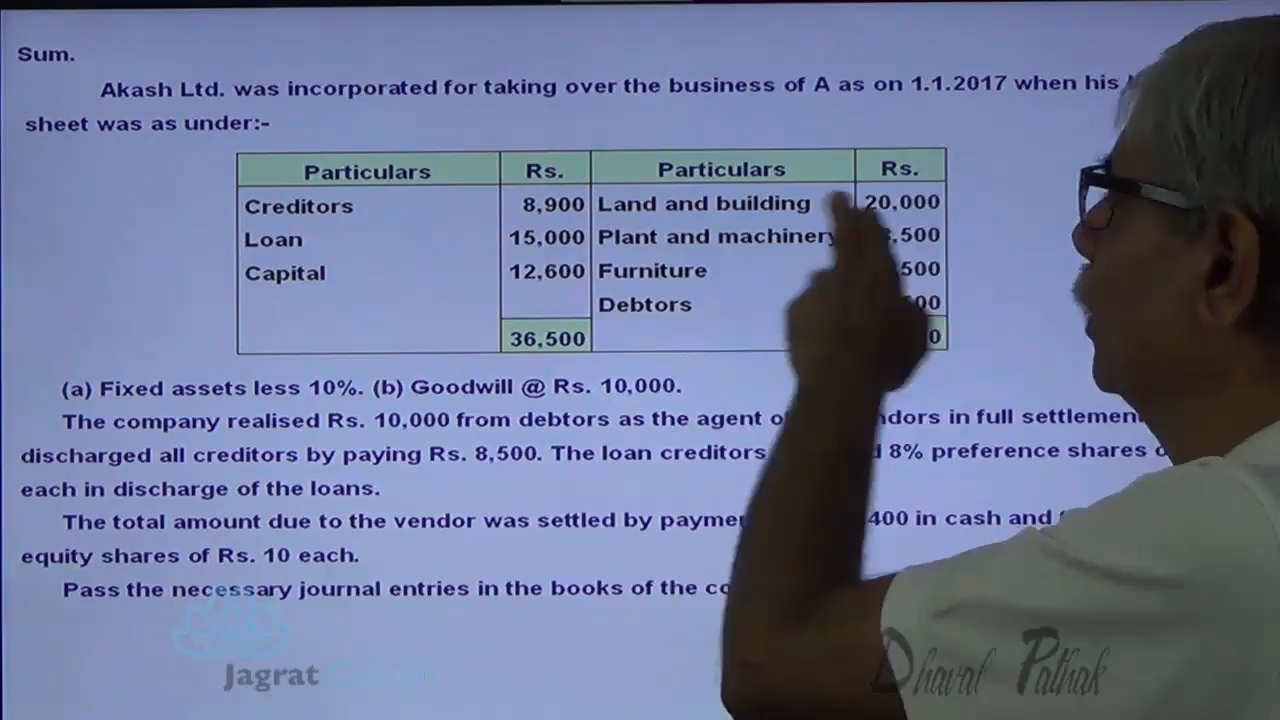 Sum.
Akash Ltd. was incorporated for taking over the business of A as on 1.1.2017 when his
sheet was as under:-
Particulars Rs. Particulars Rs.
Creditors 8,900 Land and building 20,000
Loan 15,000 Plant and machinery ,500
Capital 12,600 Furniture 500
Debtors 00
36,500 0
(a) Fixed assets less 10%. (b) Goodwill @ Rs. 10,000.
The company realised Rs. 10,000 from debtors as the agent ndors in full settlement
discharged all creditors by paying Rs. 8,500. The loan creditors 8% preference shares
each in discharge of the loans.
The total amount due to the vendor was settled by 400 in cash and
equity shares of Rs. 10 each.
Pass the necessary journal entries in the books of the
Jagrat
Dhaval Pathak